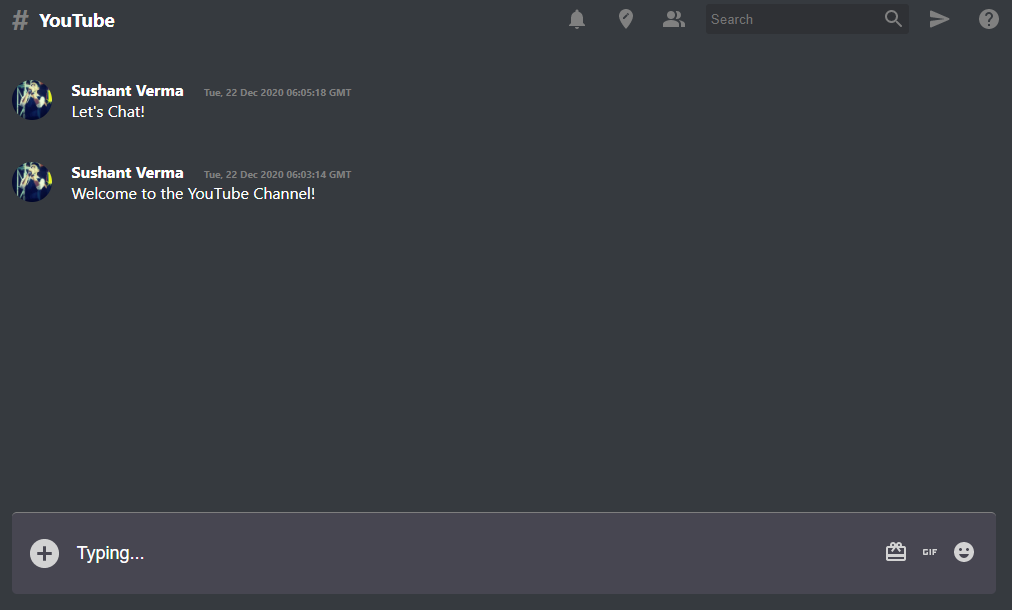 # YouTube
Search
Sushant Verma Tue, 22 Dec 2020 06:05:18 GMT
Let's Chat!
Sushant Verma Tue, 22 Dec 2020 06:03:14 GMT
Welcome to the YouTube Channel!
Typing...
GIF